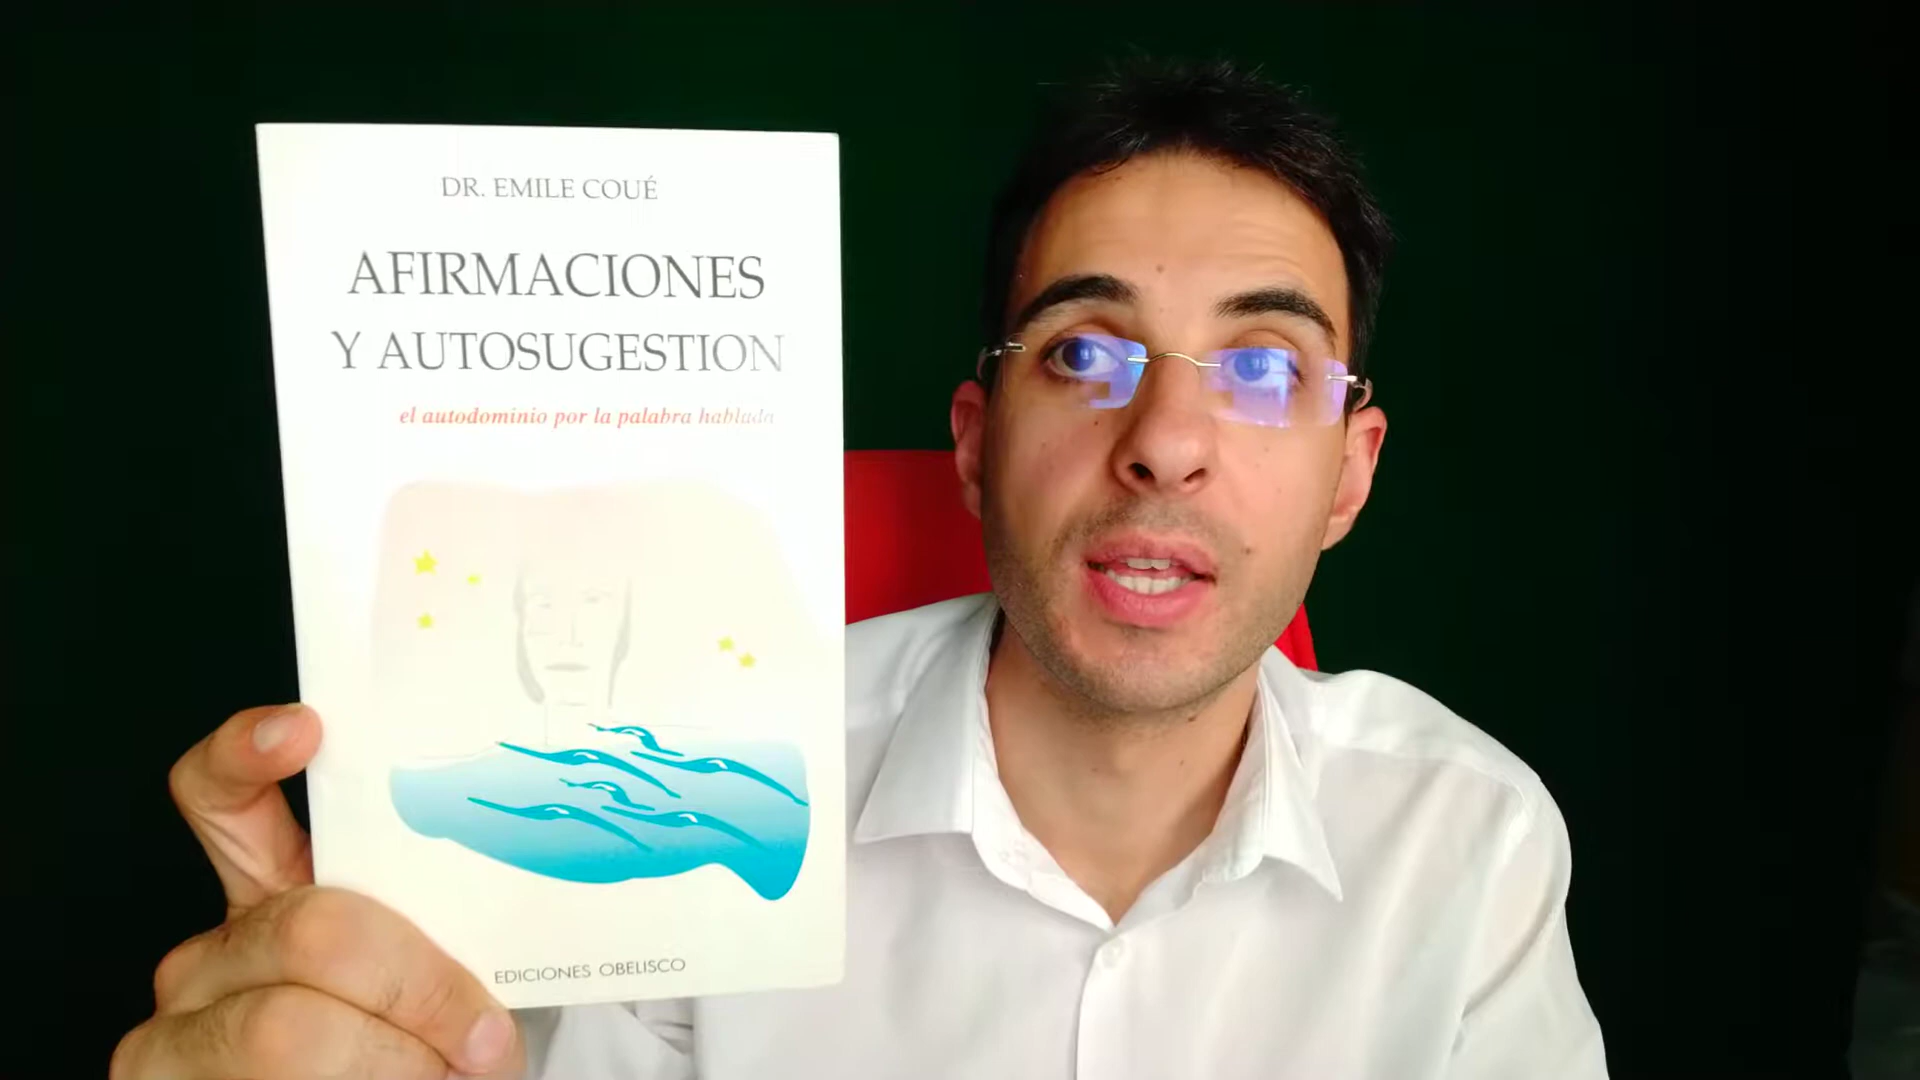 DR. EMILE COUÉ
AFIRMACIONES
Y AUTOSUGESTION
el autodominio por la palabra hablada
EDICIONES OBELISCO